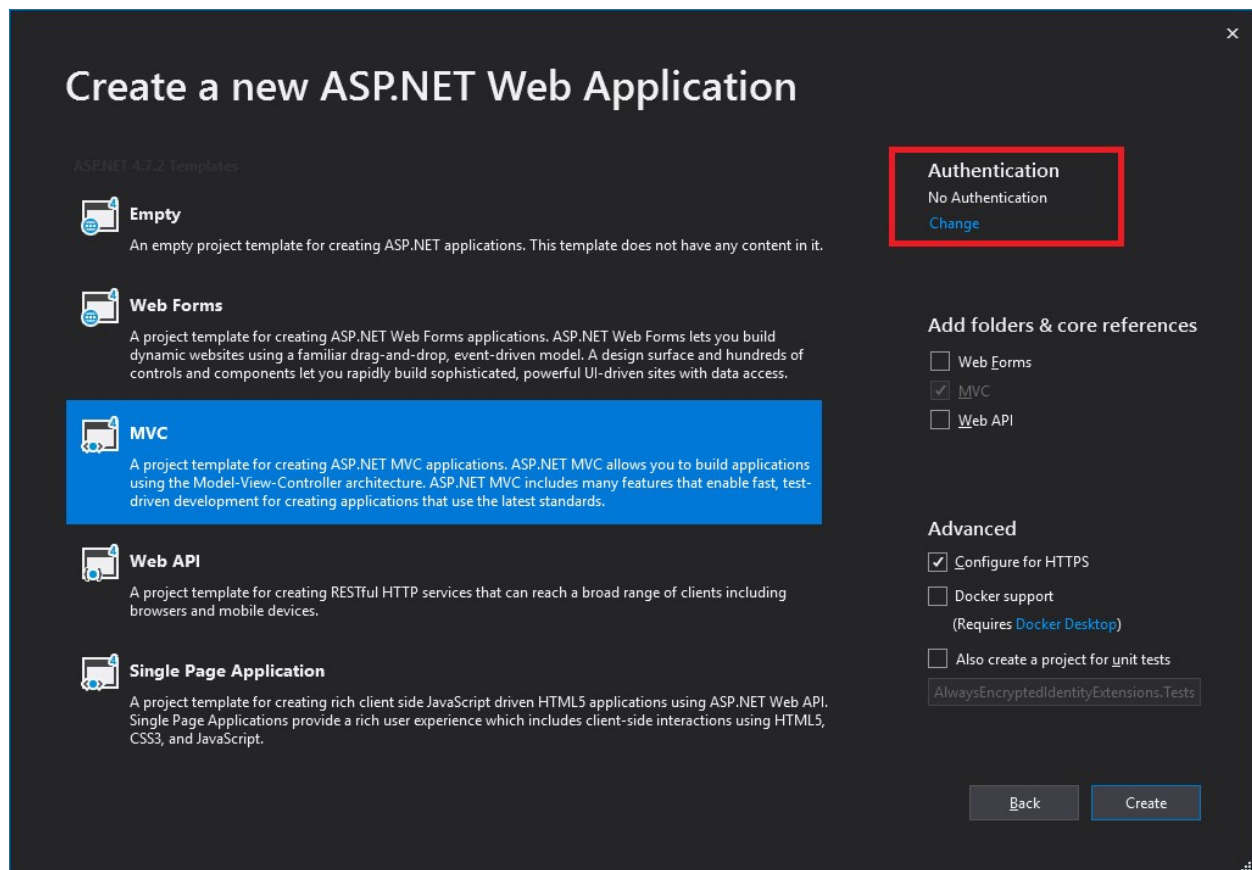 Create a new ASP.NET Web Application
ASP.NET 4.7.2 Templates
Empty
An empty project template for creating ASP.NET applications. This template does not have any content in it.
Web Forms
A project template for creating ASP.NET Web Forms applications. ASP.NET Web Forms lets you build
dynamic websites using a familiar drag-and-drop, event-driven model. A design surface and hundreds of
controls and components let you rapidly build sophisticated, powerful UI-driven sites with data access.
MVC
A project template for creating ASP.NET MVC applications. ASP.NET MVC allows you to build applications
using the Model-View-Controller architecture. ASP.NET MVC includes many features that enable fast, test-
driven development for creating applications that use the latest standards.
Web API
A project template for creating RESTful HTTP services that can reach a broad range of clients including
browsers and mobile devices.
Single Page Application
A project template for creating rich client side JavaScript driven HTML5 applications using ASP.NET Web API.
Single Page Applications provide a rich user experience which includes client-side interactions using HTML5,
CSS3, and JavaScript.
Authentication
No Authentication
Change
Add folders & core references
Web Forms
MVC
Web API
Advanced
Configure for HTTPS
Docker support
(Requires Docker Desktop)
Also create a project for unit tests
AlwaysEncryptedIdentityExtensions.Tests
Back
Create